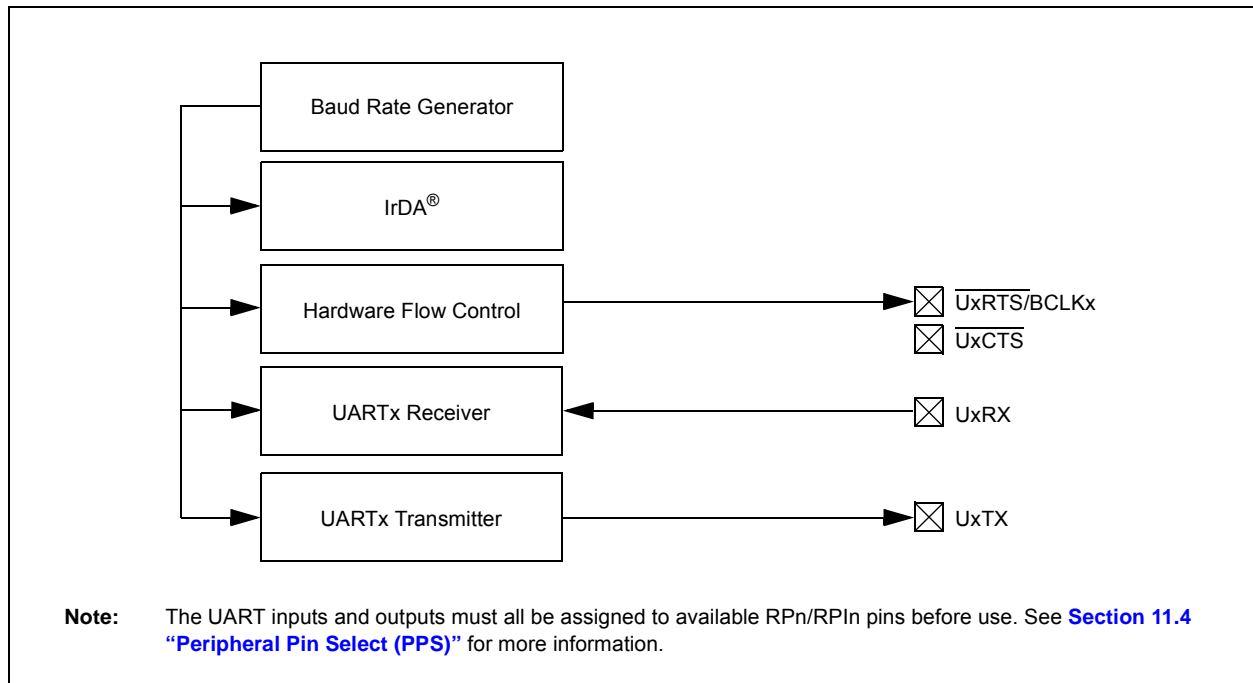 Baud Rate Generator
IrDA®
Hardware Flow Control
UxRTS/BCLKx
UxCTS
UARTx Receiver
UxRX
UARTx Transmitter
UxTX
Note: The UART inputs and outputs must all be assigned to available RPn/RPIn pins before use. See Section 11.4
“Peripheral Pin Select (PPS)” for more information.